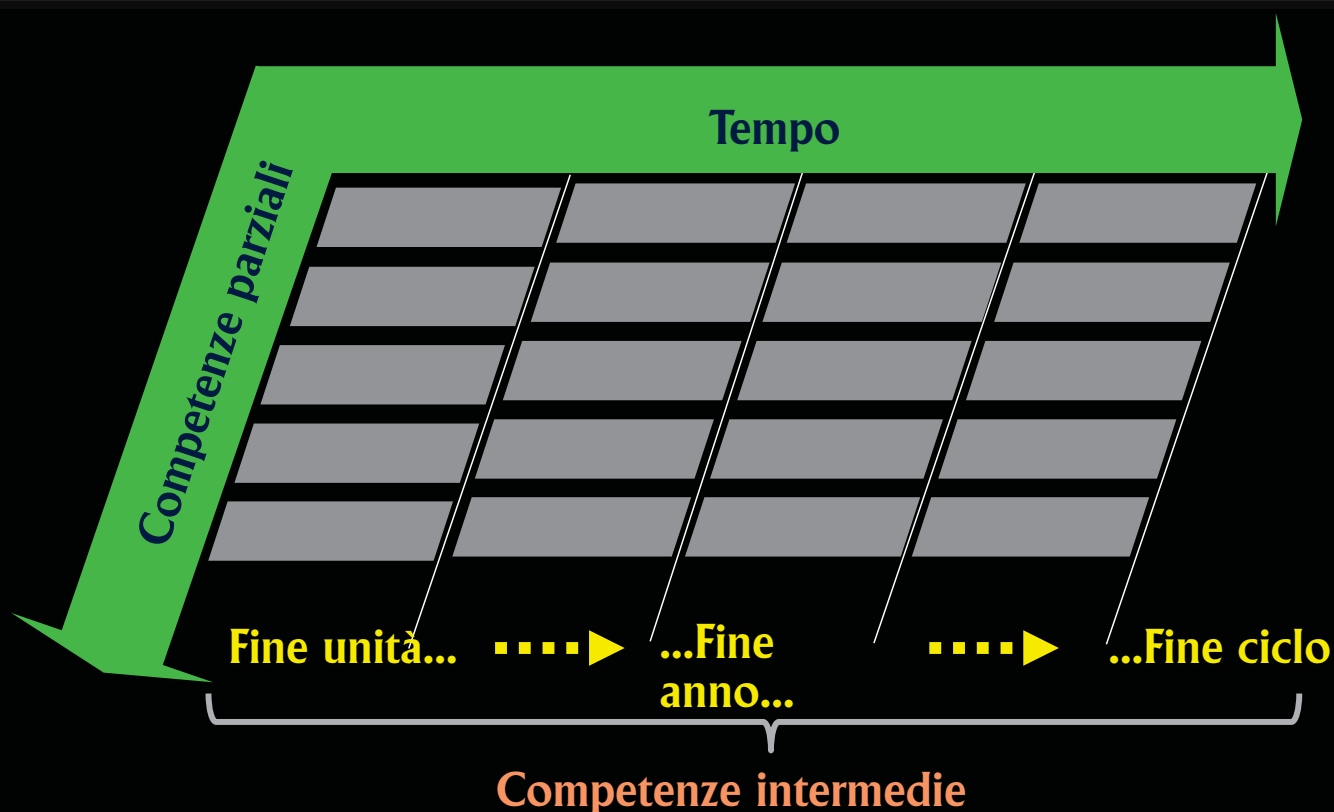 Tempo
Competenze parziali
Fine unità...
...Fine
anno...
...Fine ciclo
Competenze intermedie